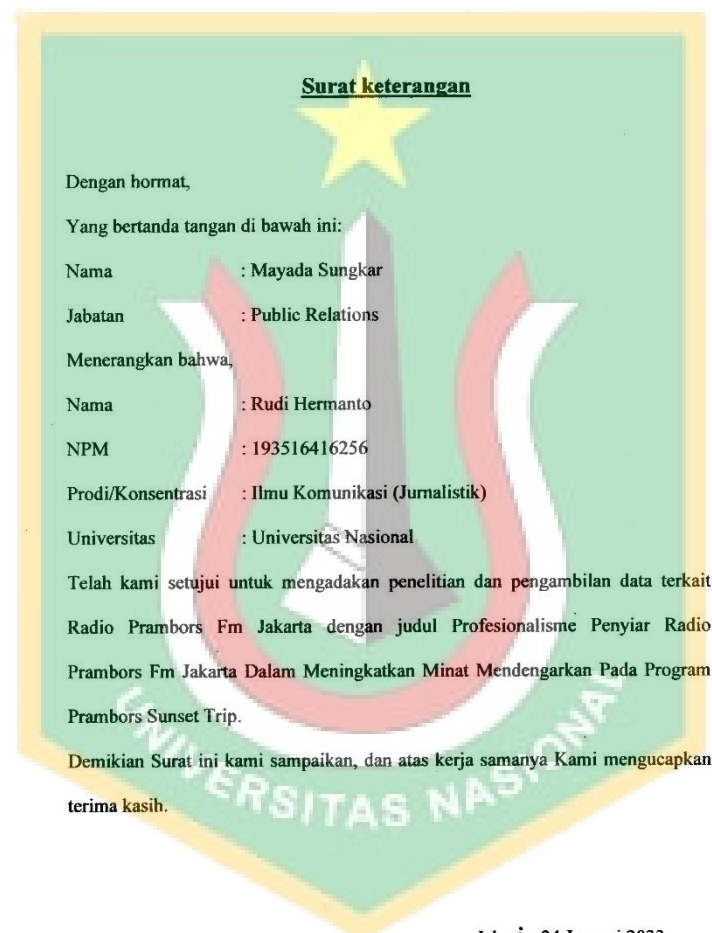 Surat keterangan
Dengan hormat,
Yang bertanda tangan di bawah ini:
Nama : Mayada Sungkar
Jabatan : Public Relations
Menerangkan bahwa,
Nama : Rudi Hermanto
NPM : 193516416256
Prodi/Konsentrasi : Ilmu Komunikasi (Jurnalistik)
Universitas : Universitas Nasional
Telah kami setujui untuk mengadakan penelitian dan pengambilan data terkait
Radio Prambors Fm Jakarta dengan judul Profesionalisme Penyiar Radio
Prambors Fm Jakarta Dalam Meningkatkan Minat Mendengarkan Pada Program
Prambors Sunset Trip.
Demikian Surat ini kami sampaikan, dan atas kerja samanya Kami mengucapkan
terima kasih.
UNIVERSITAS NASIONAL